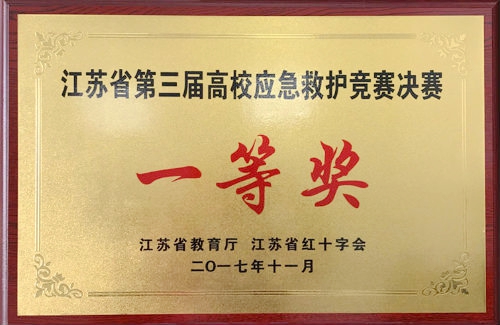 江苏省第三届高校应急救护竞赛决赛
一等奖
江苏省教育厅 江苏省红十字会
二〇一七年十一月